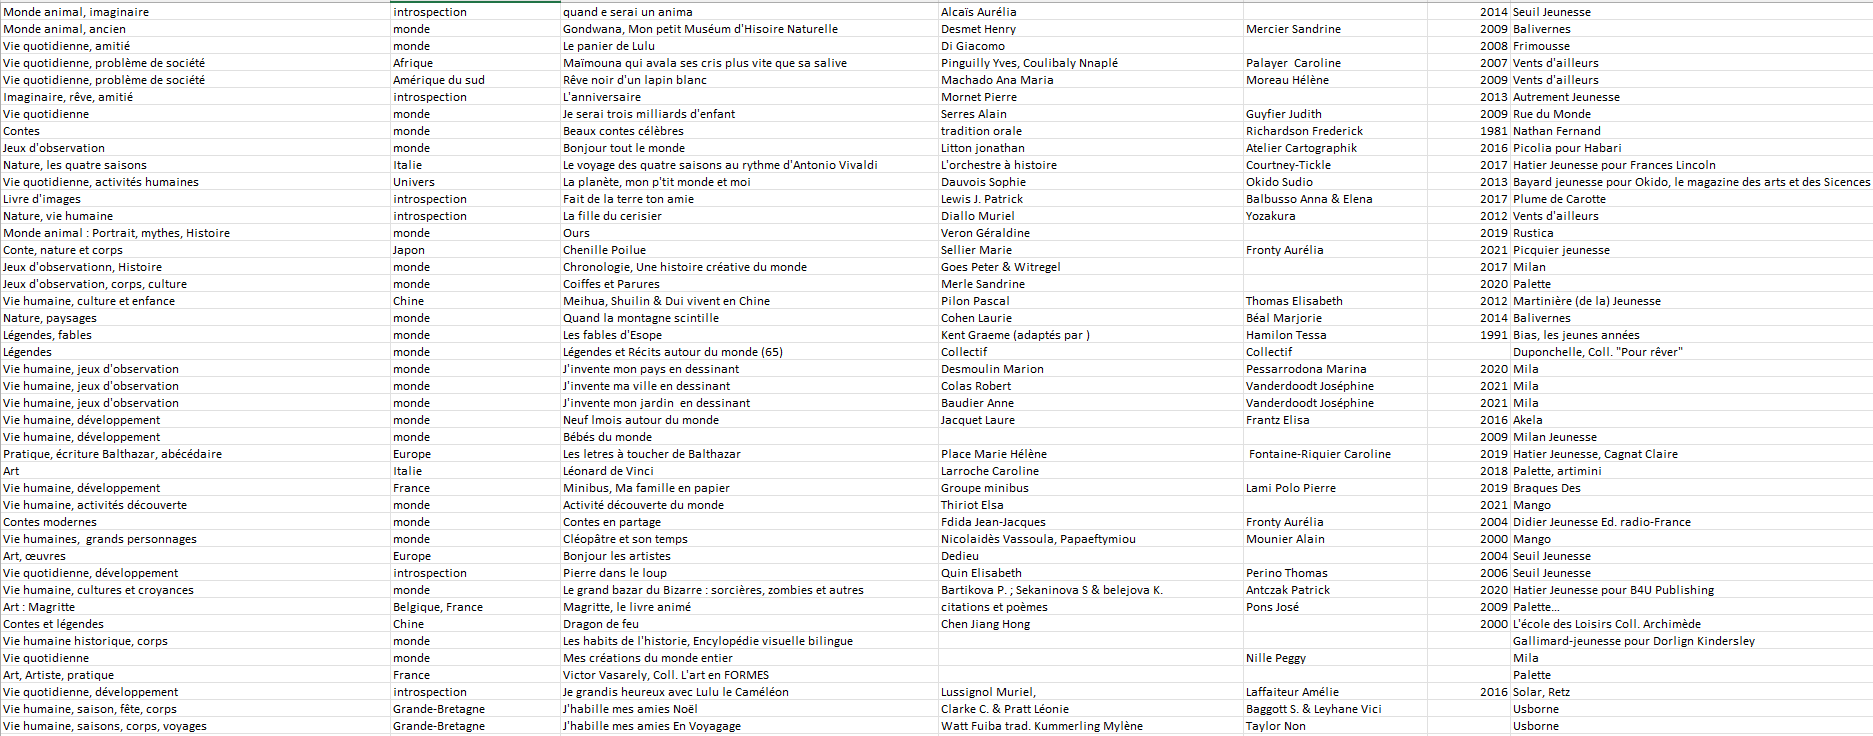 Monde animal, imaginaire introspection quand e serai un anima Alcaïs Aurélia 2014 Seuil Jeunesse
Monde animal, ancien monde Gondwana, Mon petit Muséum d'Hisoire Naturelle Desmet Henry Mercier Sandrine 2009 Balivernes
Vie quotidienne, amitié monde Le panier de Lulu Di Giacomo 2008 Frimousse
Vie quotidienne, problème de société Afrique Maïmouna qui avala ses cris plus vite que sa salive Pinguilly Yves, Coulibaly Nnaplé Palayer  Caroline 2007 Vents d'ailleurs
Vie quotidienne, problème de société Amérique du sud Rêve noir d'un lapin blanc Machado Ana Maria Moreau Hélène 2009 Vents d'ailleurs
Imaginaire, rêve, amitié introspection L'anniversaire Mornet Pierre 2013 Autrement Jeunesse
Vie quotidienne monde Je serai trois milliards d'enfant Serres Alain Guyfier Judith 2009 Rue du Monde
Contes monde Beaux contes célèbres tradition orale Richardson Frederick 1981 Nathan Fernand
Jeux d'observation monde Bonjour tout le monde Litton jonathan Atelier Cartographik 2016 Picolia pour Habari
Nature, les quatre saisons Italie Le voyage des quatre saisons au rythme d'Antonio Vivaldi L'orchestre à histoire Courtney-Tickle 2017 Hatier Jeunesse pour Frances Lincoln
Vie quotidienne, activités humaines Univers La planète, mon p'tit monde et moi Dauvois Sophie Okido Sudio 2013 Bayard jeunesse pour Okido, le magazine des arts et des Sicences
Livre d'images introspection Fait de la terre ton amie Lewis J. Patrick Balbusso Anna & Elena 2017 Plume de Carotte
Nature, vie humaine introspection La fille du cerisier Diallo Muriel Yozakura 2012 Vents d'ailleurs
Monde animal : Portrait, mythes, Histoire monde Ours Veron Géraldine 2019 Rustica
Conte, nature et corps Japon Chenille Poilue Sellier Marie Fronty Aurélia 2021 Picquier jeunesse
Jeux d'observationn, Histoire monde Chronologie, Une histoire créative du monde Goes Peter & Witregel 2017 Milan
Jeux d'observation, corps, culture monde Coiffes et Parures Merle Sandrine 2020 Palette
Vie humaine, culture et enfance Chine Meihua, Shuilin & Dui vivent en Chine Pilon Pascal Thomas Elisabeth 2012 Martinière (de la) Jeunesse
Nature, paysages monde Quand la montagne scintille Cohen Laurie Béal Marjorie 2014 Balivernes
Légendes, fables monde Les fables d'Esope Kent Graeme (adaptés par ) Hamilon Tessa 1991 Bias, les jeunes années
Légendes monde Légendes et Récits autour du monde (65) Collectif Collectif Duponchelle, Coll. "Pour rêver"
Vie humaine, jeux d'observation monde J'invente mon pays en dessinant Desmoulin Marion Pessarrodona Marina 2020 Mila
Vie humaine, jeux d'observation monde J'invente ma ville en dessinant Colas Robert Vanderdoodt Joséphine 2021 Mila
Vie humaine, jeux d'observation monde J'invente mon jardin  en dessinant Baudier Anne Vanderdoodt Joséphine 2021 Mila
Vie humaine, développement monde Neuf lmois autour du monde Jacquet Laure Frantz Elisa 2016 Akela
Vie humaine, développement monde Bébés du monde 2009 Milan Jeunesse
Pratique, écriture Balthazar, abécédaire Europe Les letres à toucher de Balthazar Place Marie Hélène Fontaine-Riquier Caroline 2019 Hatier Jeunesse, Cagnat Claire
Art Italie Léonard de Vinci Larroche Caroline 2018 Palette, artimini
Vie humaine, développement France Minibus, Ma famille en papier Groupe minibus Lami Polo Pierre 2019 Braques Des
Vie humaine, activités découverte monde Activité découverte du monde Thiriot Elsa 2021 Mango
Contes modernes monde Contes en partage Fdida Jean-Jacques Fronty Aurélia 2004 Didier Jeunesse Ed. radio-France
Vie humaines,  grands personnages monde Cléopâtre et son temps Nicolaidès Vassoula, Papaeftymiou Mounier Alain 2000 Mango
Art, œuvres Europe Bonjour les artistes Dedieu 2004 Seuil Jeunesse
Vie quotidienne, développement introspection Pierre dans le loup Quin Elisabeth Perino Thomas 2006 Seuil Jeunesse
Vie humaine, cultures et croyances monde Le grand bazar du Bizarre : sorcières, zombies et autres Bartikova P. ; Sekaninova S & belejova K. Antczak Patrick 2020 Hatier Jeunesse pour B4U Publishing
Art : Magritte Belgique, France Magritte, le livre animé citations et poèmes Pons José 2009 Palette...
Contes et légendes Chine Dragon de feu Chen Jiang Hong 2000 L'école des Loisirs Coll. Archimède
Vie humaine historique, corps monde Les habits de l'historie, Encylopédie visuelle bilingue Gallimard-jeunesse pour Dorlign Kindersley
Vie quotidienne monde Mes créations du monde entier Nille Peggy Mila
Art, Artiste, pratique France Victor Vasarely, Coll. L'art en FORMES Palette
Vie quotidienne, développement introspection Je grandis heureux avec Lulu le Caméléon Lussignol Muriel, Laffaiteur Amélie 2016 Solar, Retz
Vie humaine, saison, fête, corps Grande-Bretagne J'habille mes amies Noël Clarke C. & Pratt Léonie Baggott S. & Leyhane Vici Usborne
Vie humaine, saisons, corps, voyages Grande-Bretagne J'habille mes amies En Voyagage Watt Fuiba trad. Kummerling Mylène Taylor Non Usborne